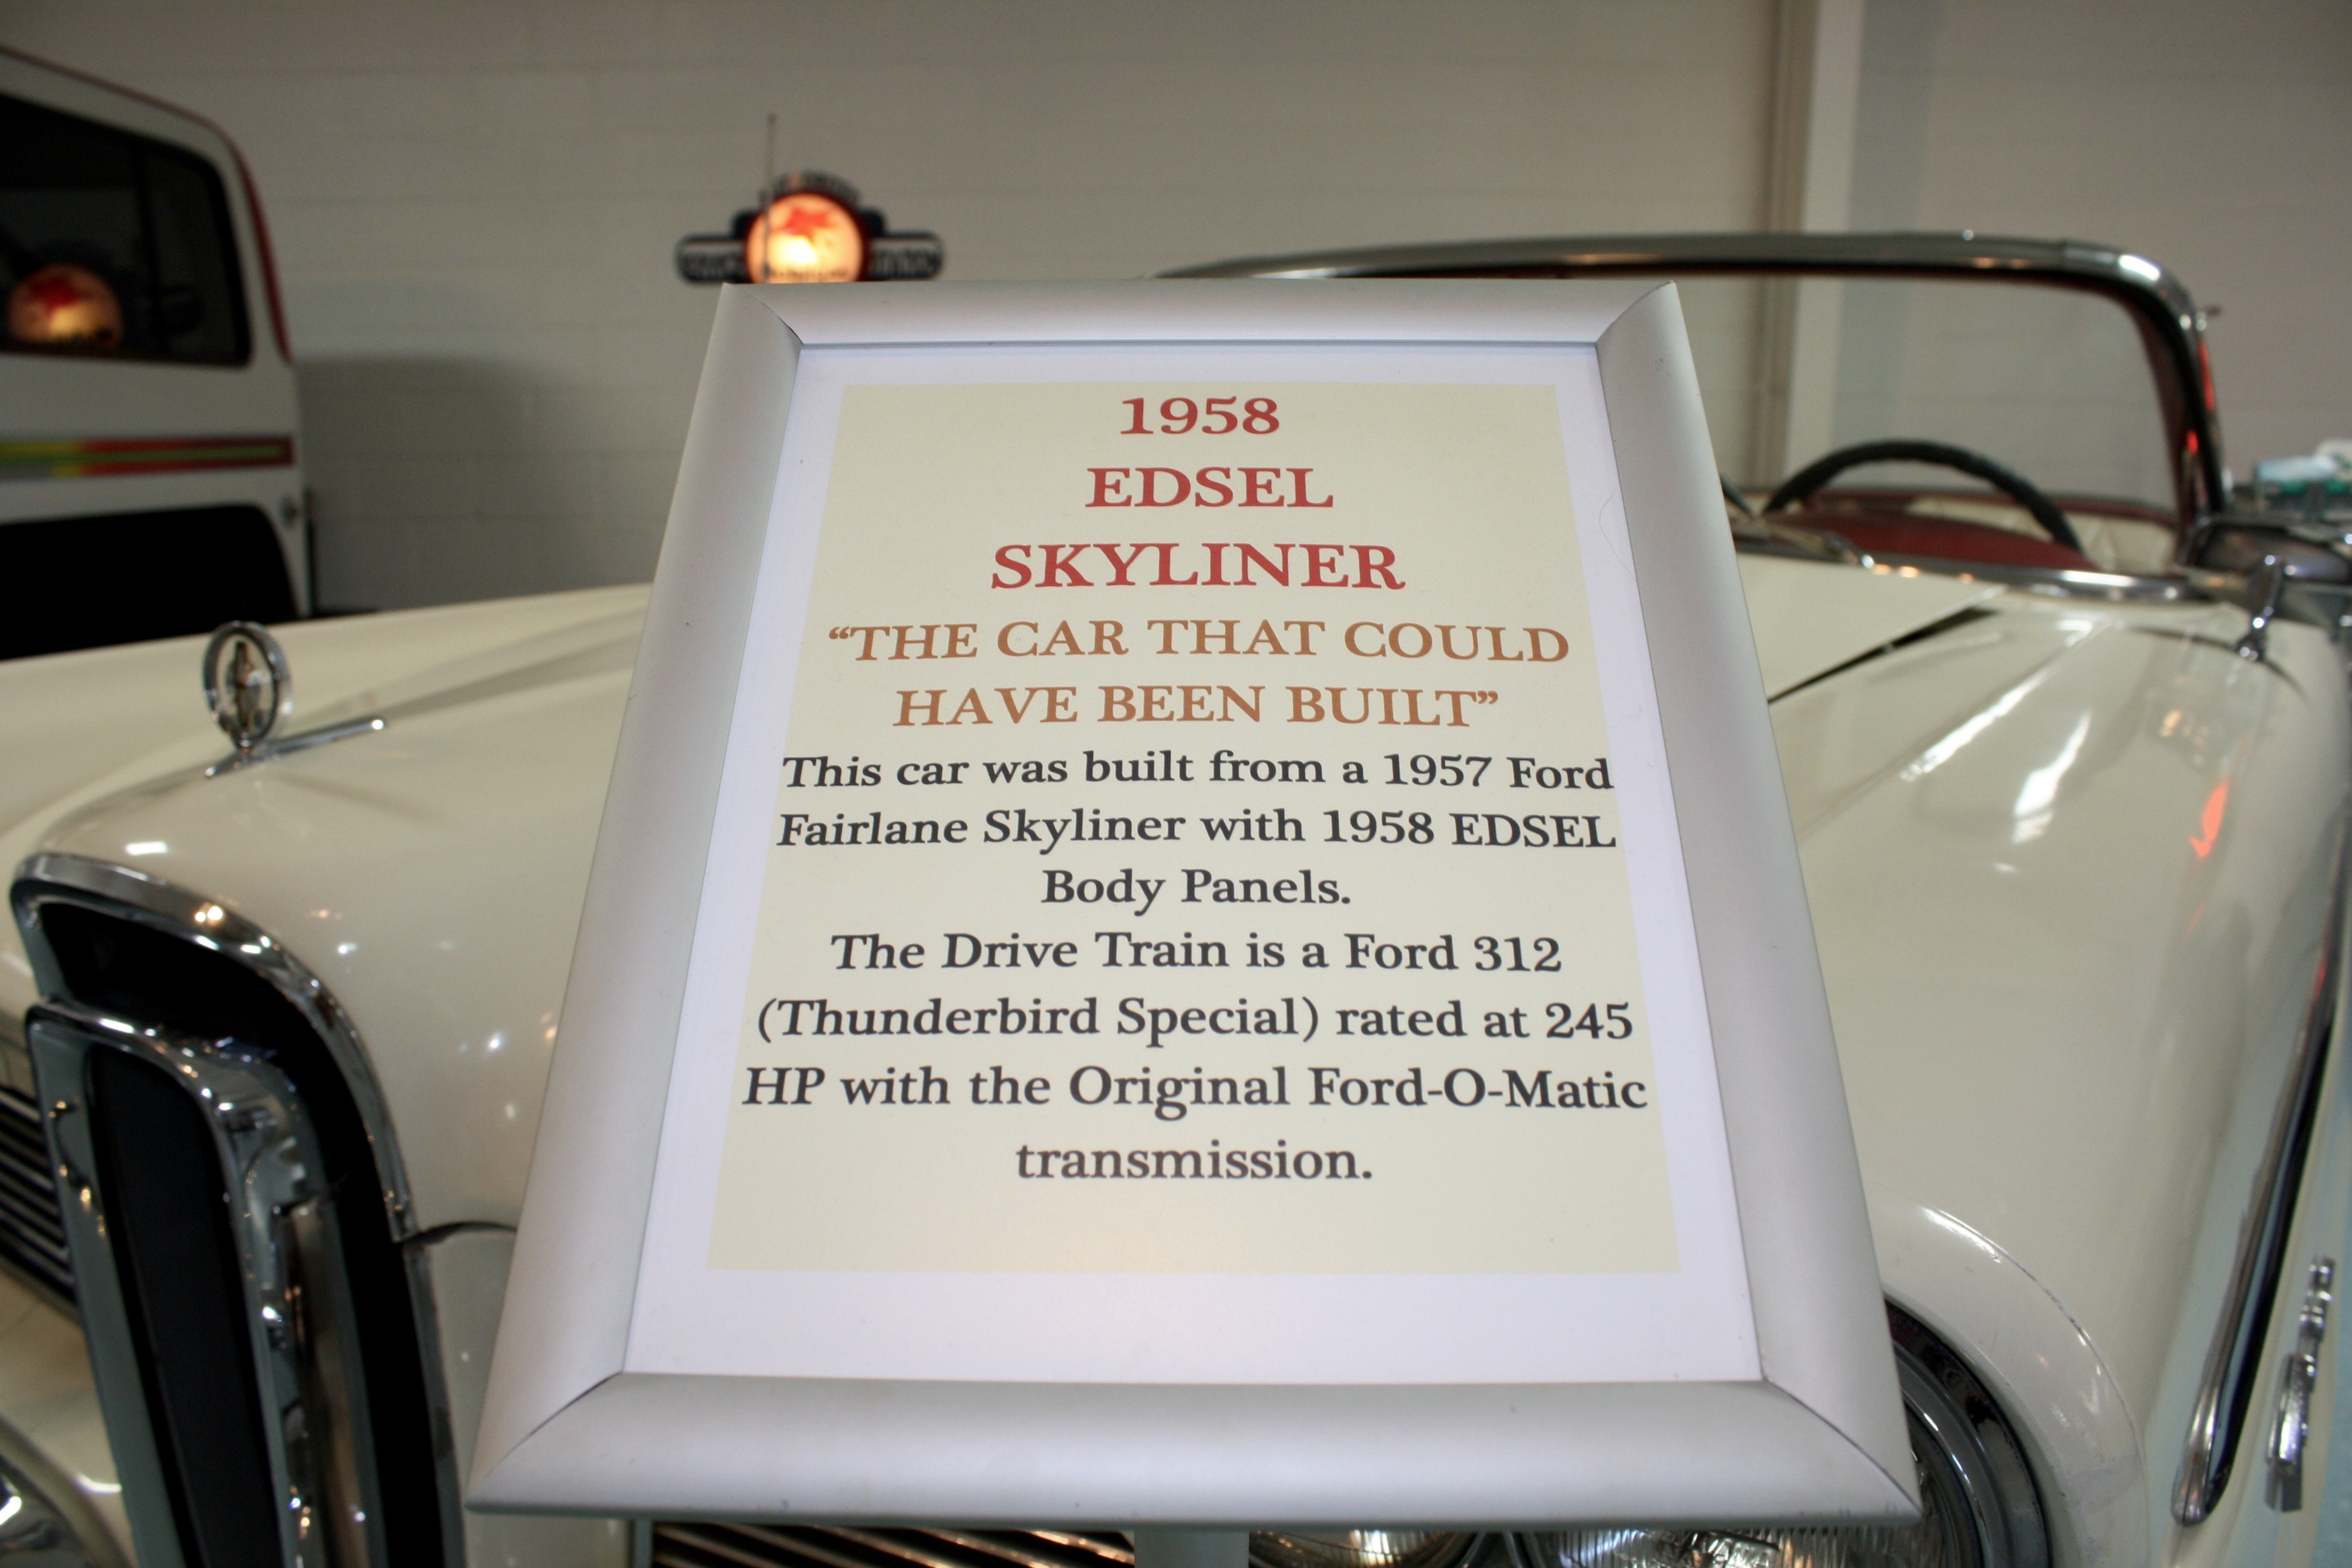 1958
EDSEL
SKYLINER
“THE CAR THAT COULD
HAVE BEEN BUILT”
This car was built from a 1957 Ford
Fairlane Skyliner with 1958 EDSEL
Body Panels.
The Drive Train is a Ford 312
(Thunderbird Special) rated at 245
HP with the Original Ford-O-Matic
transmission.